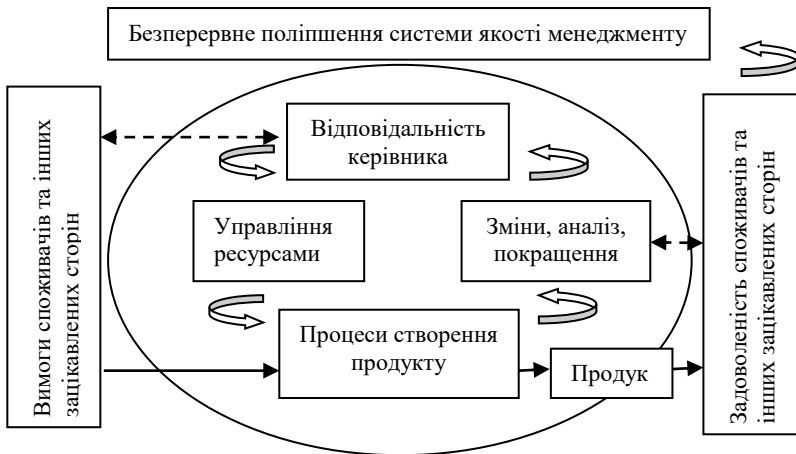 Безперервне поліпшення системи якості менеджменту
Вимоги споживачів та інших
зацікавлених сторін
Відповідальність
керівника
Управління
ресурсами
Зміни, аналіз,
покращення
Процеси створення
продукту
Продук
Задоволеність споживачів та
інших зацікавлених сторін